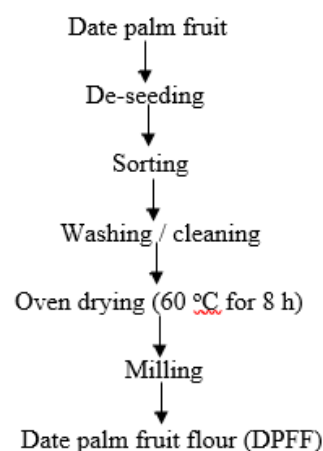 Date palm fruit
De-seeding
Sorting
Washing / cleaning
Oven drying (60 °C for 8 h)
Milling
Date palm fruit flour (DPFF)